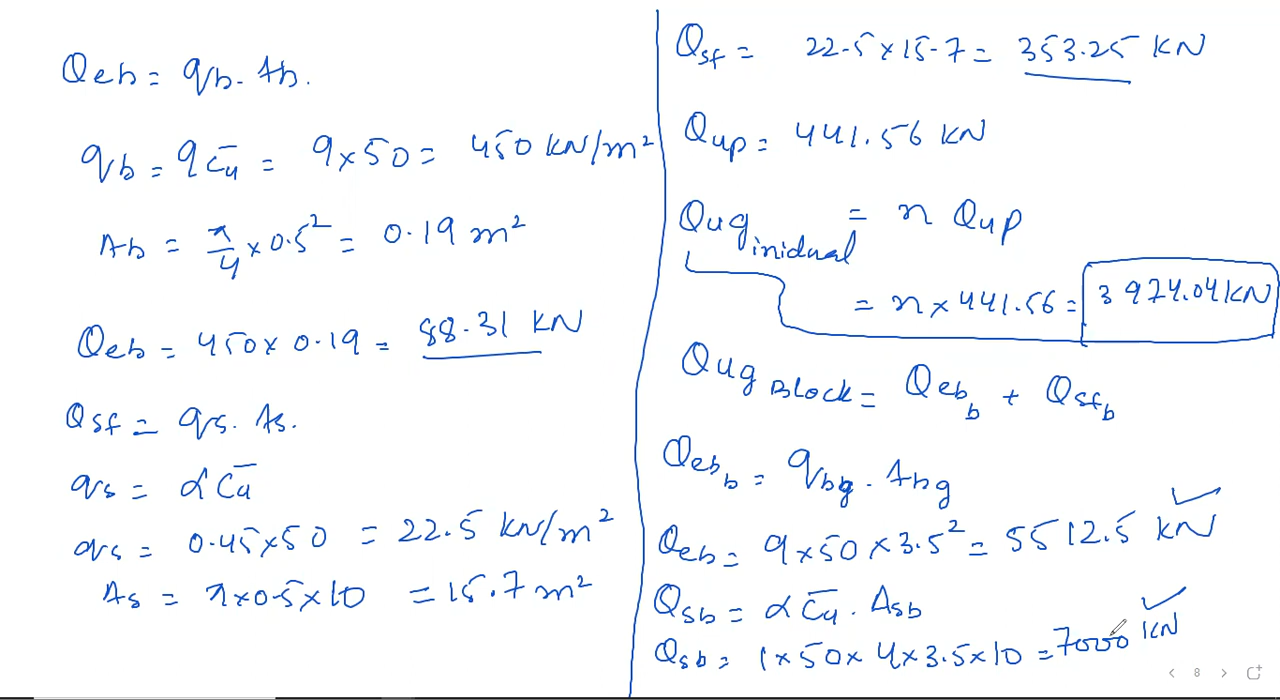 Qeb = qb. Ab.
qb = 9 C̄u = 9×50 = 450 KN/m²
Ab = π/4 × 0.5² = 0.19 m²
Qeb = 450 × 0.19 = 88.31 KN
Qsf = qs. As.
qs = α C̄u
qs = 0.45×50 = 22.5 KN/m²
As = π×0.5×10 = 15.7 m²
Qsf = 22.5×15.7 = 353.25 KN
Qup = 441.56 KN
Qug inidual = n Qup
= n × 441.56 = 3974.04 KN
Qug Block = Qeb b + Qsf b
Qeb b = qbg . Abg
Qeb = 9×50×3.5² = 5512.5 KN
Qsb = α C̄u . Asb
Qsb = 1×50×4×3.5×10 = 7000 KN
8